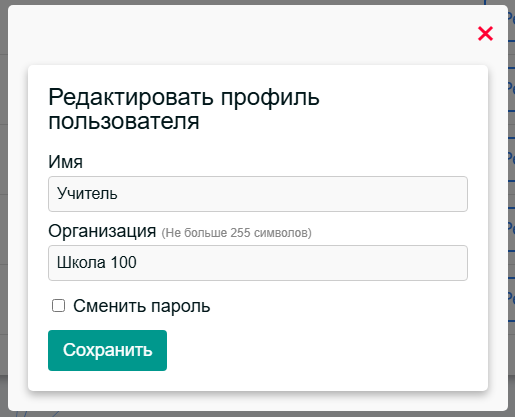 Редактировать профиль
пользователя
Имя
Учитель
Организация (Не больше 255 символов)
Школа 100
Сменить пароль
Сохранить